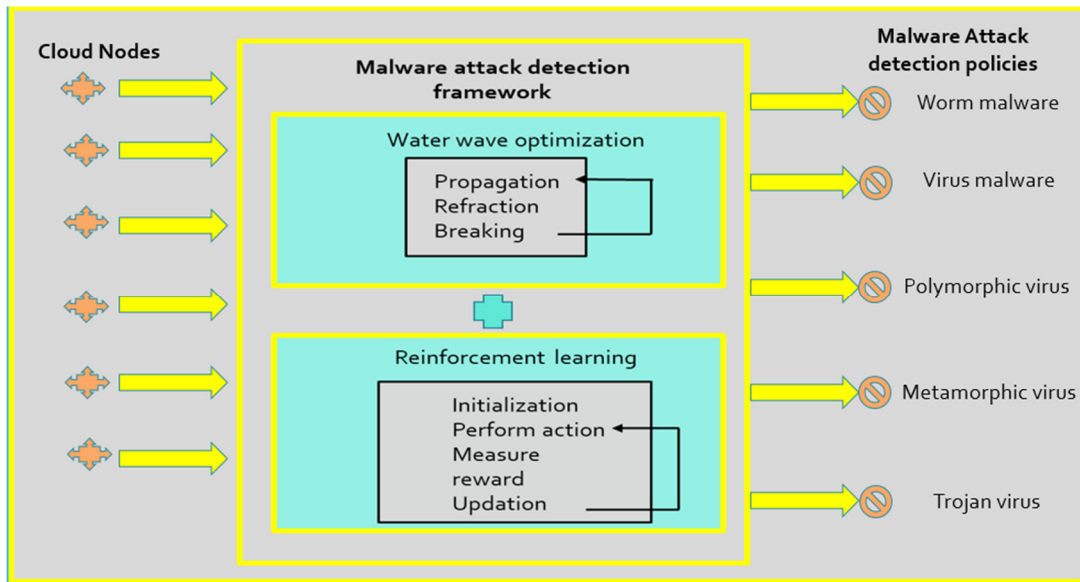 Cloud Nodes
Malware attack detection
framework
Water wave optimization
Propagation
Refraction
Breaking
Reinforcement learning
Initialization
Perform action
Measure
reward
Updation
Malware Attack
detection policies
Worm malware
Virus malware
Polymorphic virus
Metamorphic virus
Trojan virus